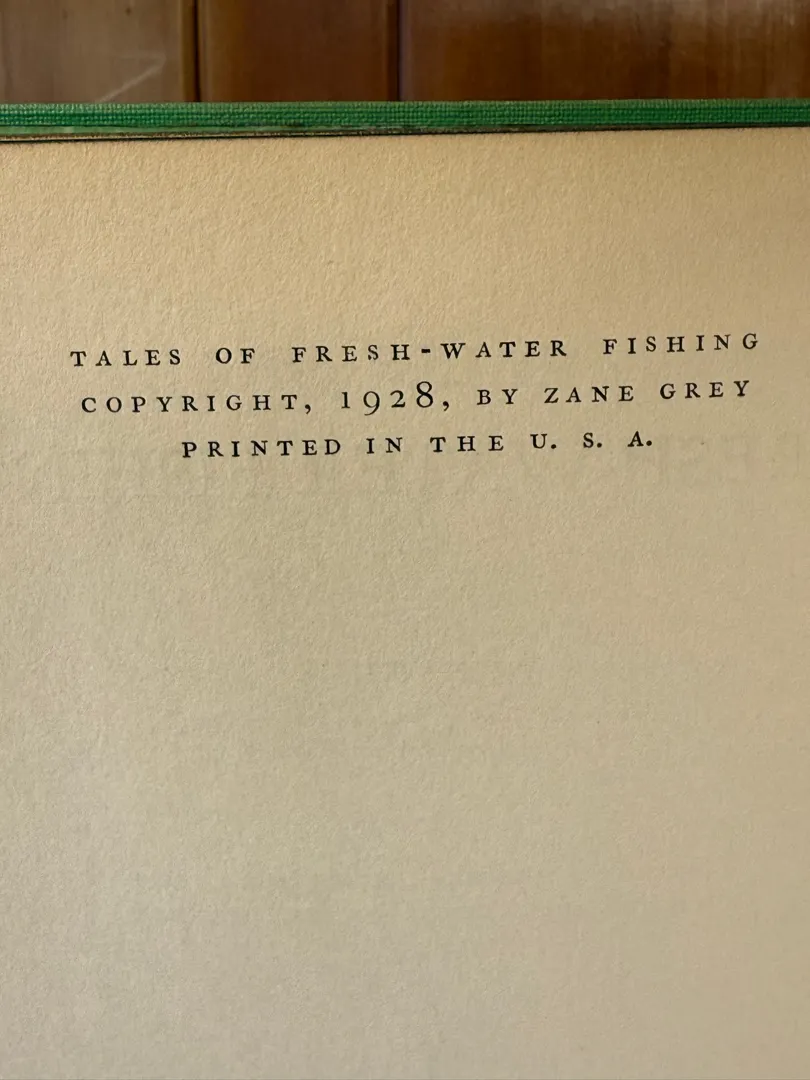 TALES OF FRESH-WATER FISHING
COPYRIGHT, 1928, BY ZANE GREY
PRINTED IN THE U. S. A.